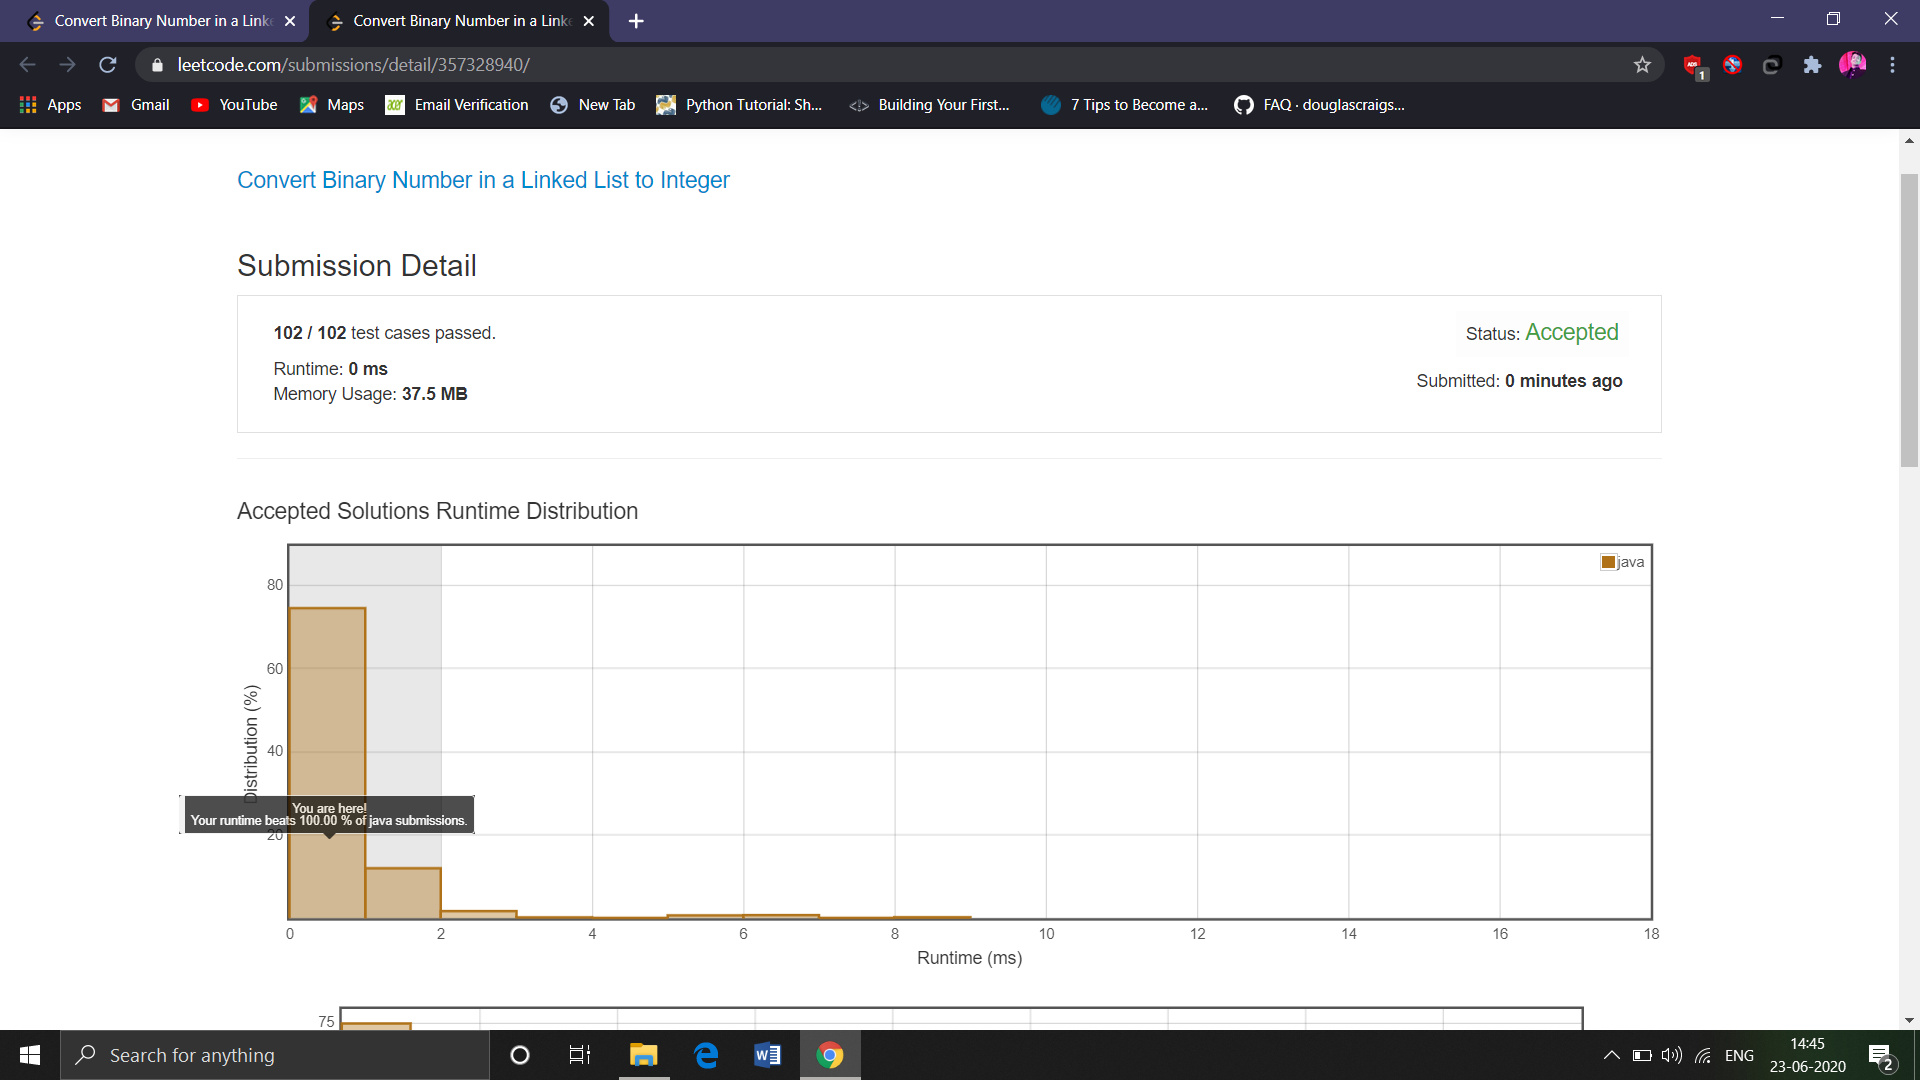 Convert Binary Number in a Link
Convert Binary Number in a Link
leetcode.com/submissions/detail/357328940/
ABS
1
Apps
Gmail
YouTube
Maps
acer
Email Verification
New Tab
Python Tutorial: Sh...
Building Your First...
7 Tips to Become a...
FAQ · douglascraigs...
Convert Binary Number in a Linked List to Integer
Submission Detail
102 / 102 test cases passed.
Status: Accepted
Runtime: 0 ms
Submitted: 0 minutes ago
Memory Usage: 37.5 MB
Accepted Solutions Runtime Distribution
java
80
60
40
20
Distribution (%)
You are here!
Your runtime beats 100.00 % of java submissions.
0 2 4 6 8 10 12 14 16 18
Runtime (ms)
75
Search for anything
ENG
14:45
23-06-2020
2